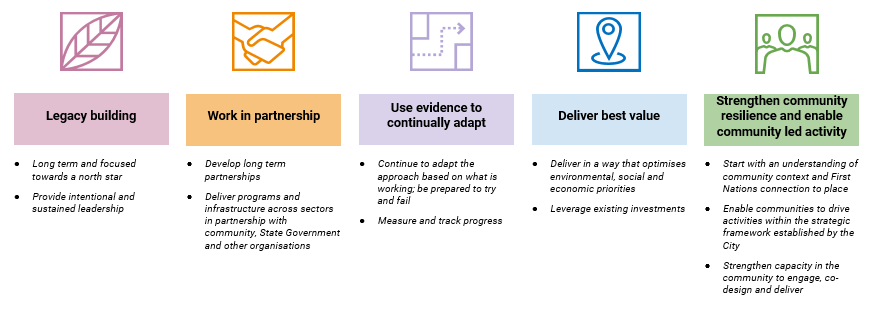 Legacy building
● Long term and focused
towards a north star
● Provide intentional and
sustained leadership
Work in partnership
● Develop long term
partnerships
● Deliver programs and
infrastructure across sectors
in partnership with
community, State Government
and other organisations
Use evidence to
continually adapt
● Continue to adapt the
approach based on what is
working; be prepared to try
and fail
● Measure and track progress
Deliver best value
● Deliver in a way that optimises
environmental, social and
economic priorities
● Leverage existing investments
Strengthen community
resilience and enable
community led activity
● Start with an understanding of
community context and First
Nations connection to place
● Enable communities to drive
activities within the strategic
framework established by the
City
● Strengthen capacity in the
community to engage, co-
design and deliver